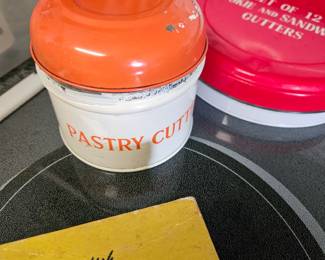 T OF 12
KIE AND SANDW
CUTTERS
PASTRY CUTT